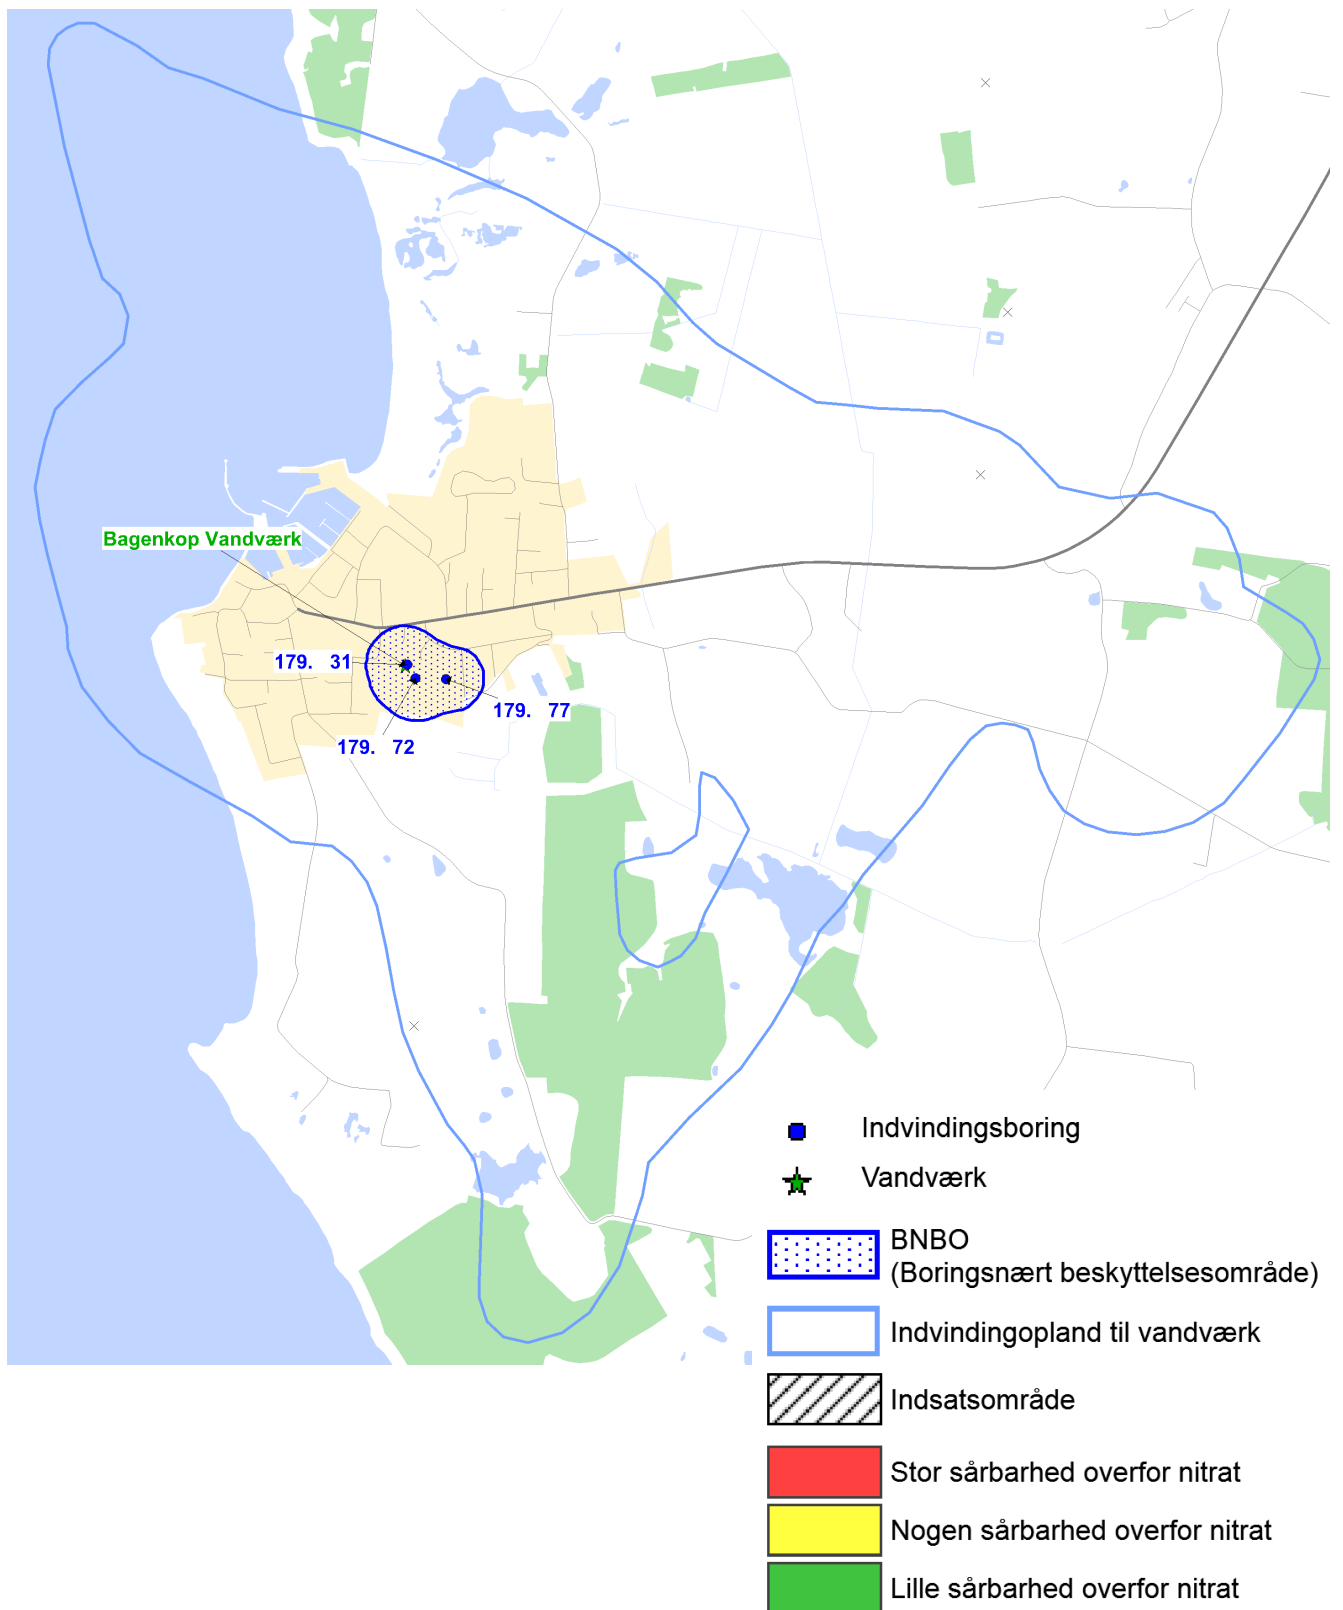 Bagenkop Vandværk
179. 31
179. 77
179. 72
Indvindingsboring
Vandværk
BNBO
(Boringsnært beskyttelsesområde)
Indvindingopland til vandværk
Indsatsområde
Stor sårbarhed overfor nitrat
Nogen sårbarhed overfor nitrat
Lille sårbarhed overfor nitrat